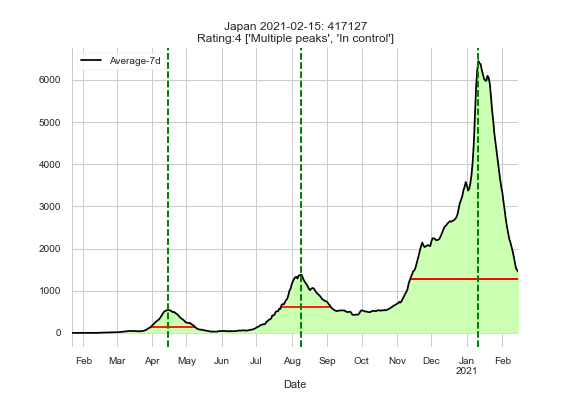 Japan 2021-02-15: 417127
Rating:4 ['Multiple peaks', 'In control']
Average-7d
6000
5000
4000
3000
2000
1000
0
Feb Mar Apr May Jun Jul Aug Sep Oct Nov Dec Jan Feb
2021
Date